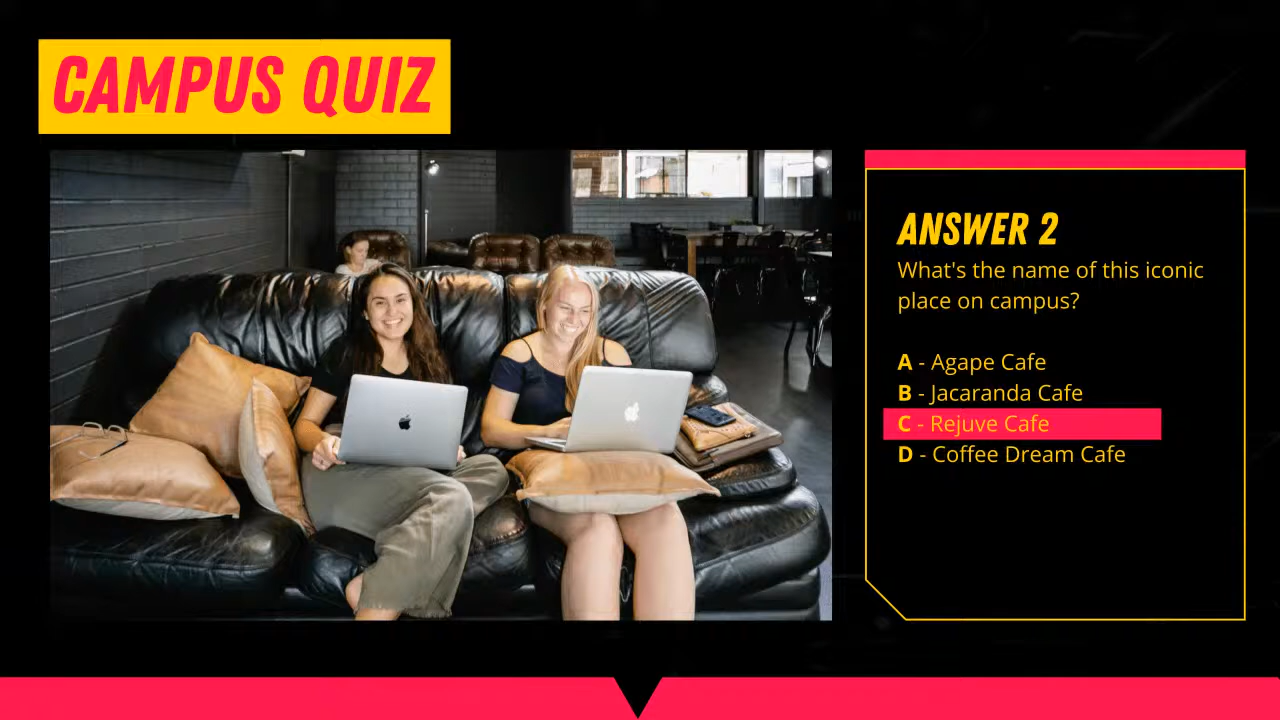 CAMPUS QUIZ
ANSWER 2
What's the name of this iconic
place on campus?
A - Agape Cafe
B - Jacaranda Cafe
C - Rejuve Cafe
D - Coffee Dream Cafe